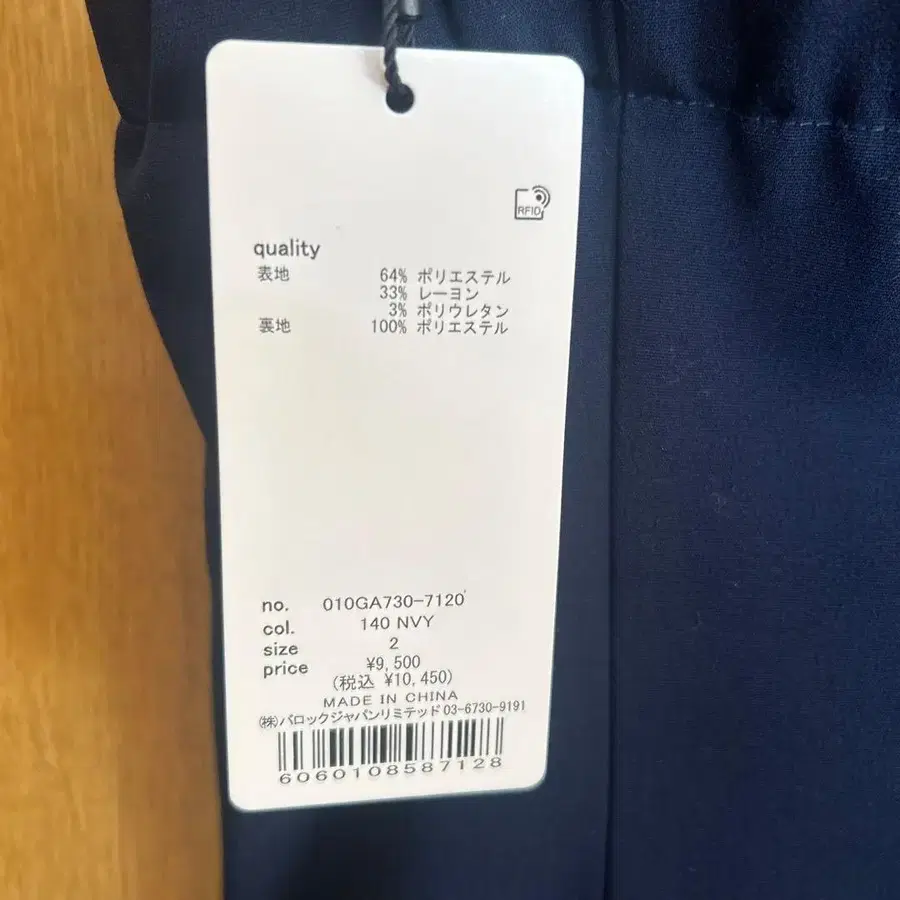 RFID
quality
表地 64% ポリエステル
33% レーヨン
3% ポリウレタン
裏地 100% ポリエステル
no. 010GA730-7120
col. 140 NVY
size 2
price ¥9,500
(税込 ¥10,450)
MADE IN CHINA
㈱バロックジャパンリミテッド03-6730-9191
6060108587128